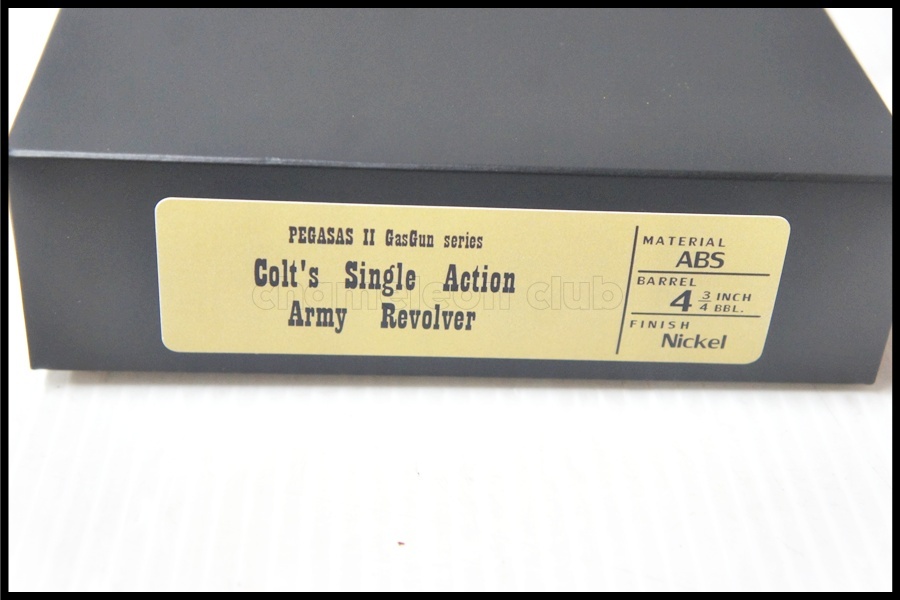 PEGASAS II GasGun series
Colt's Single Action
Army Revolver
MATERIAL
ABS
BARREL
4 3/4 INCH BBL.
FINISH
Nickel
chameleon club